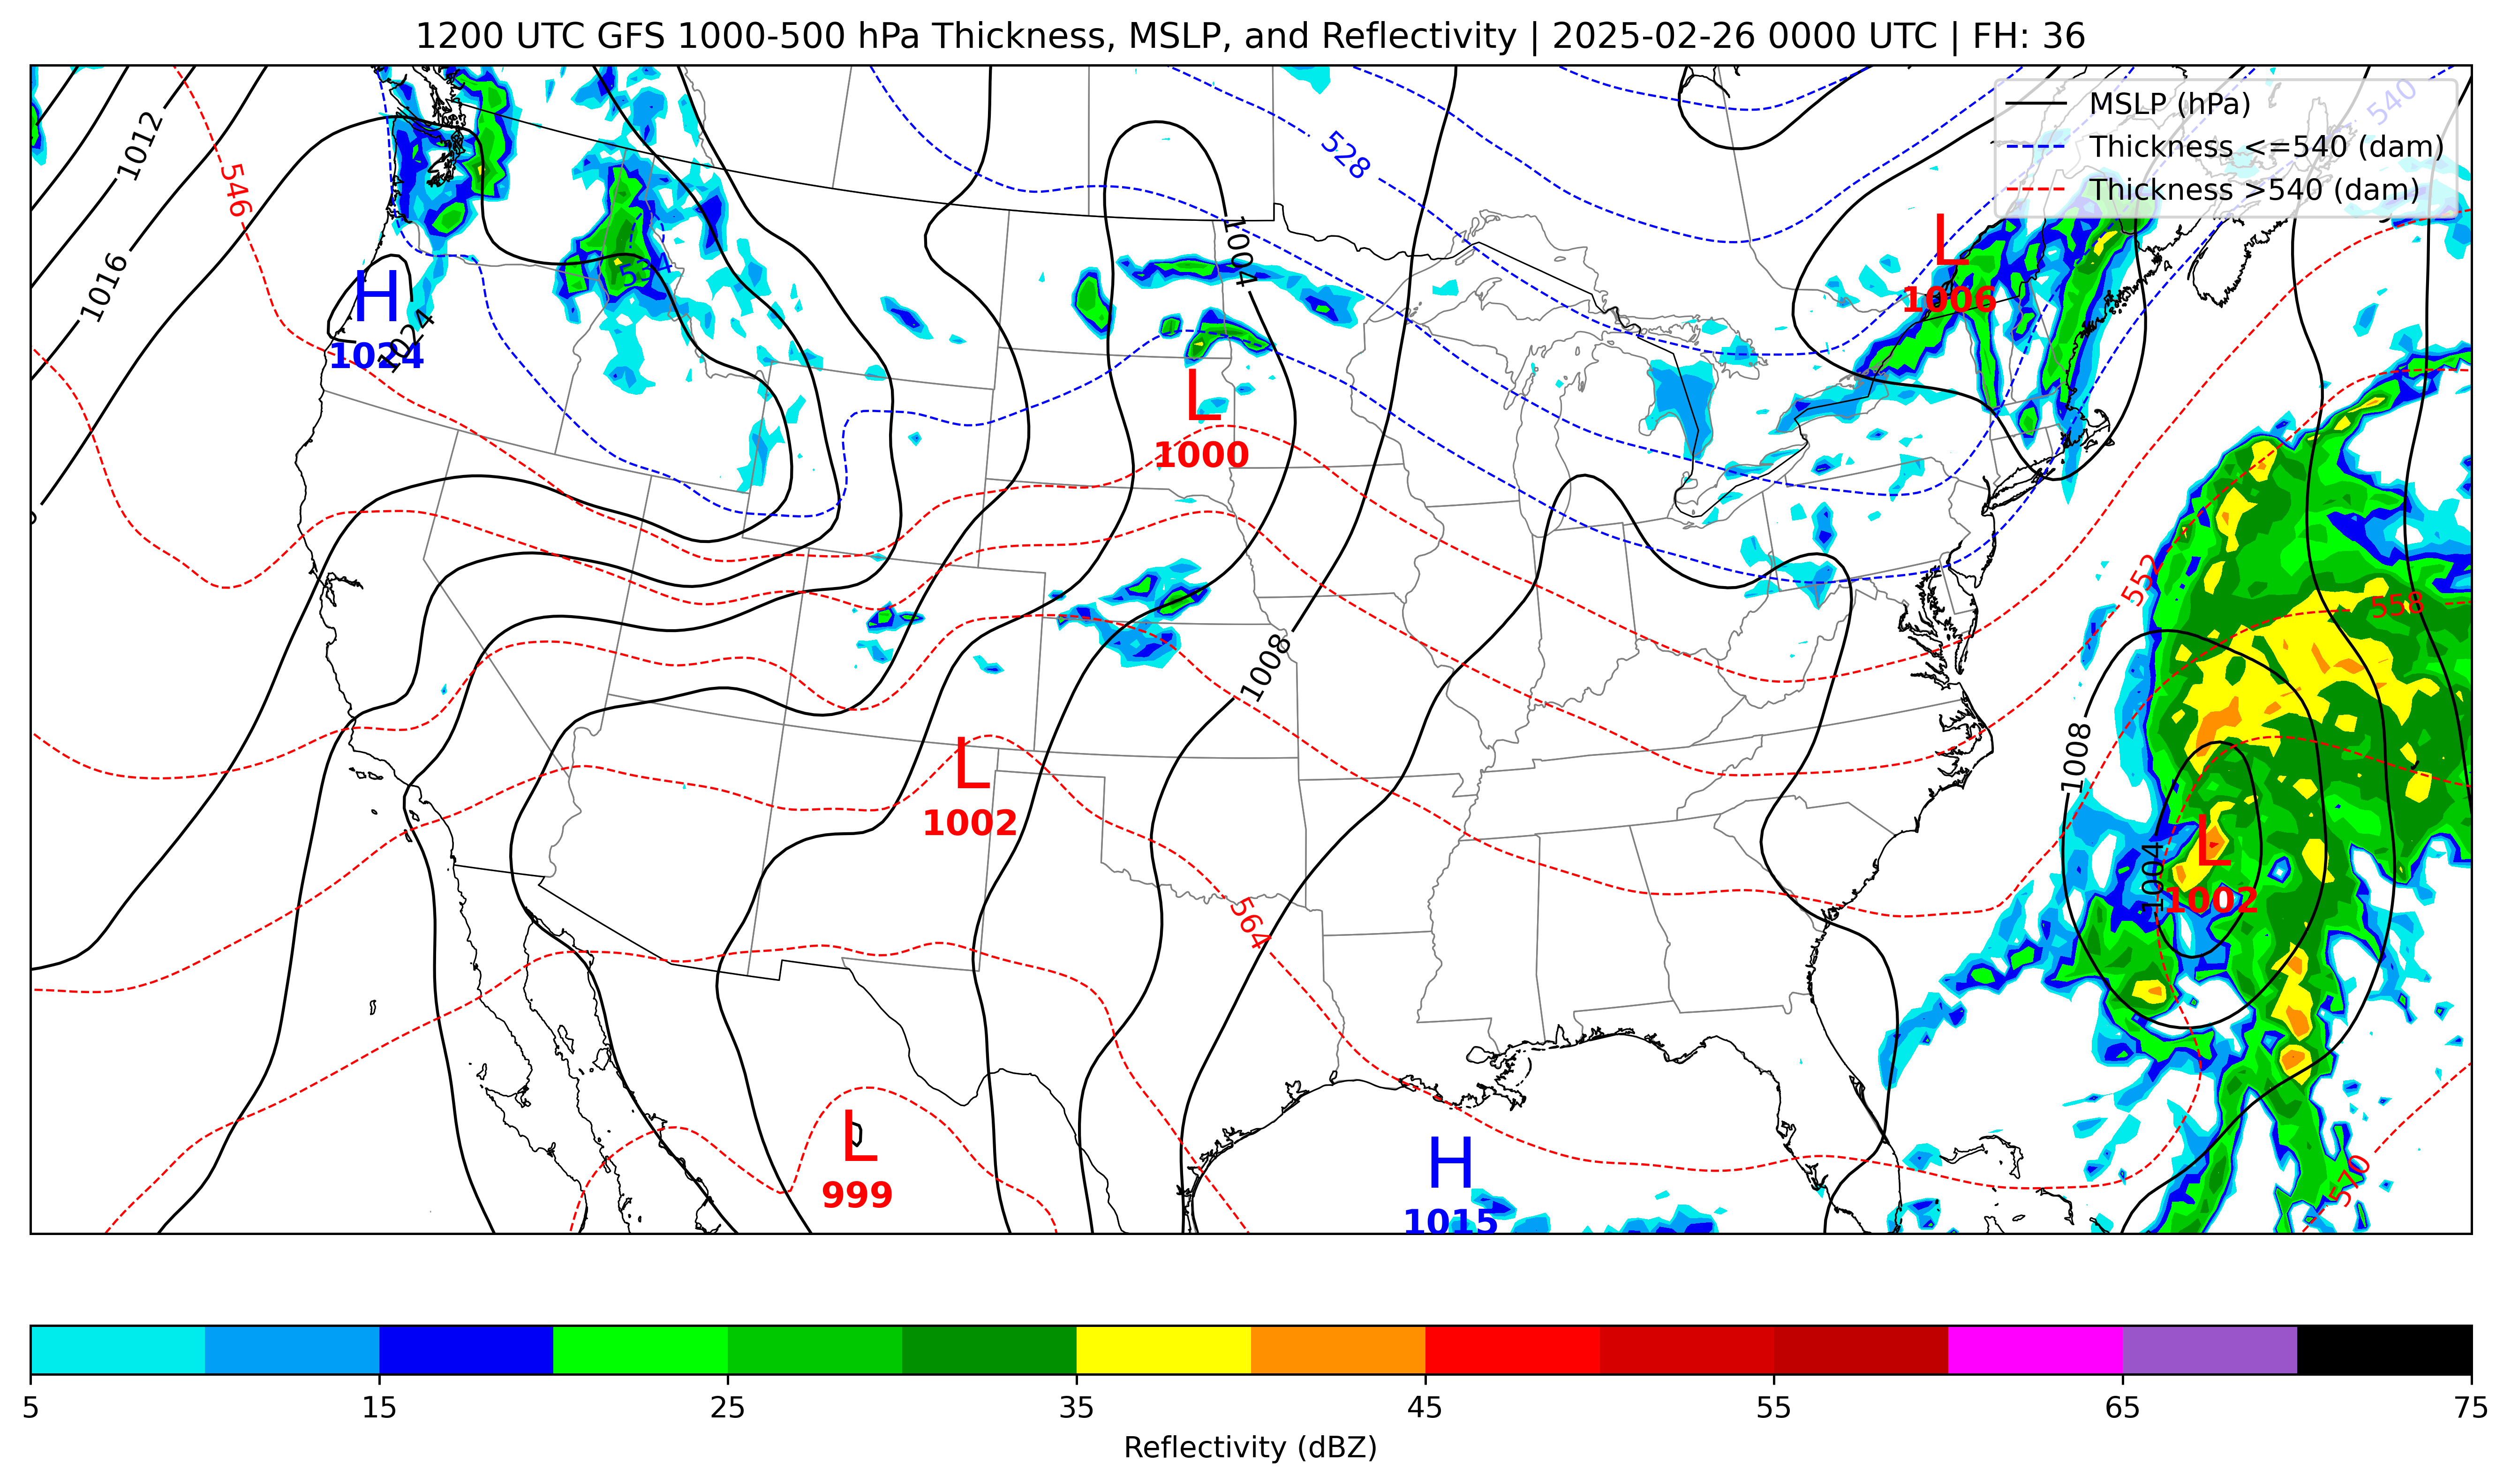 1200 UTC GFS 1000-500 hPa Thickness, MSLP, and Reflectivity | 2025-02-26 0000 UTC | FH: 36
MSLP (hPa)
Thickness <=540 (dam)
Thickness >540 (dam)
540
1012
546
528
1016
1004
534
L
1006
H
1024
1024
L
1000
552
558
1008
1008
L
1002
L
1002
1004
564
L
999
H
1015
570
5
15
25
35
45
55
65
75
Reflectivity (dBZ)